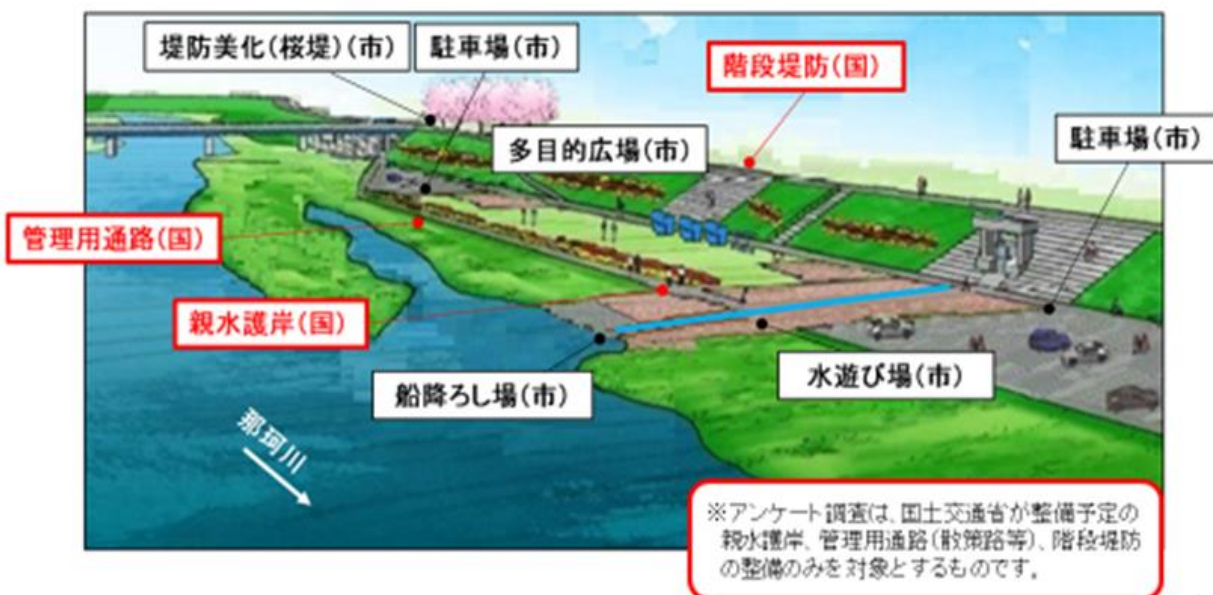 堤防美化(桜堤)(市)
駐車場(市)
階段堤防(国)
多目的広場(市)
駐車場(市)
管理用通路(国)
親水護岸(国)
水遊び場(市)
船降ろし場(市)
那珂川
※アンケート調査は、国土交通省が整備予定の
親水護岸、管理用通路(散策路等)、階段堤防
の整備のみを対象とするものです。